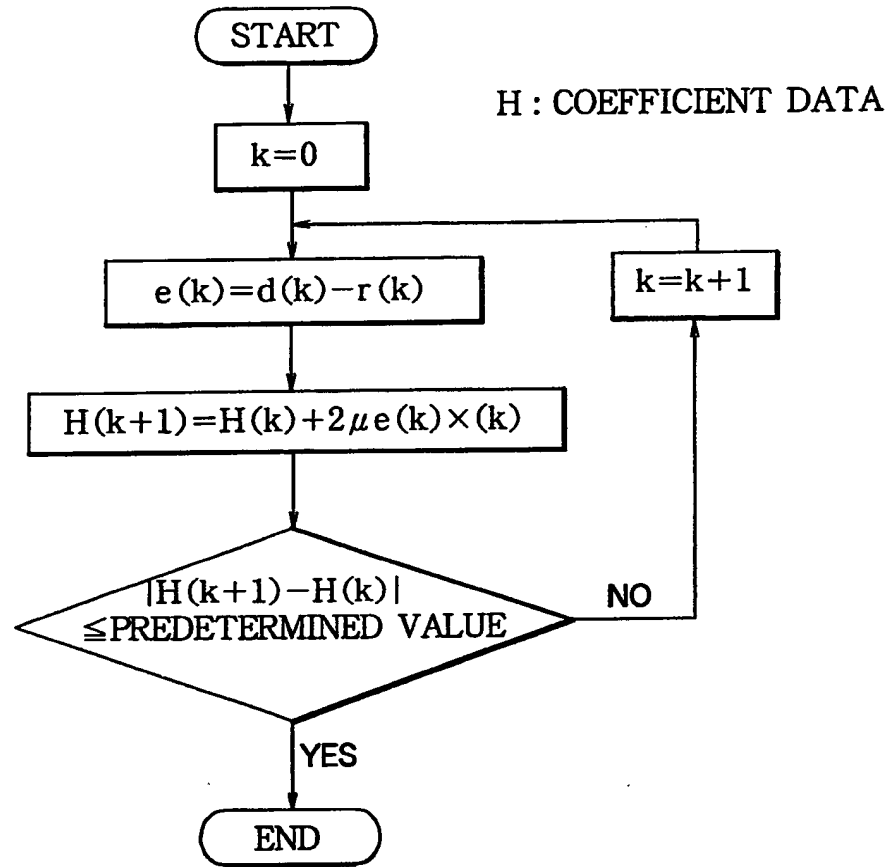 START
H : COEFFICIENT DATA
k=0
e(k)=d(k)−r(k)
k=k+1
H(k+1)=H(k)+2μe(k)×(k)
|H(k+1)−H(k)|
≦PREDETERMINED VALUE
NO
YES
END